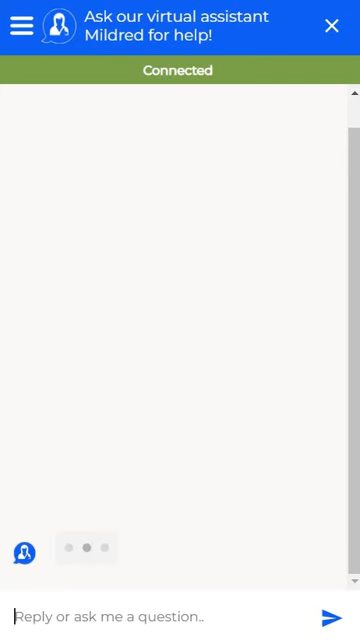 Ask our virtual assistant
Mildred for help!
Connected
Reply or ask me a question..